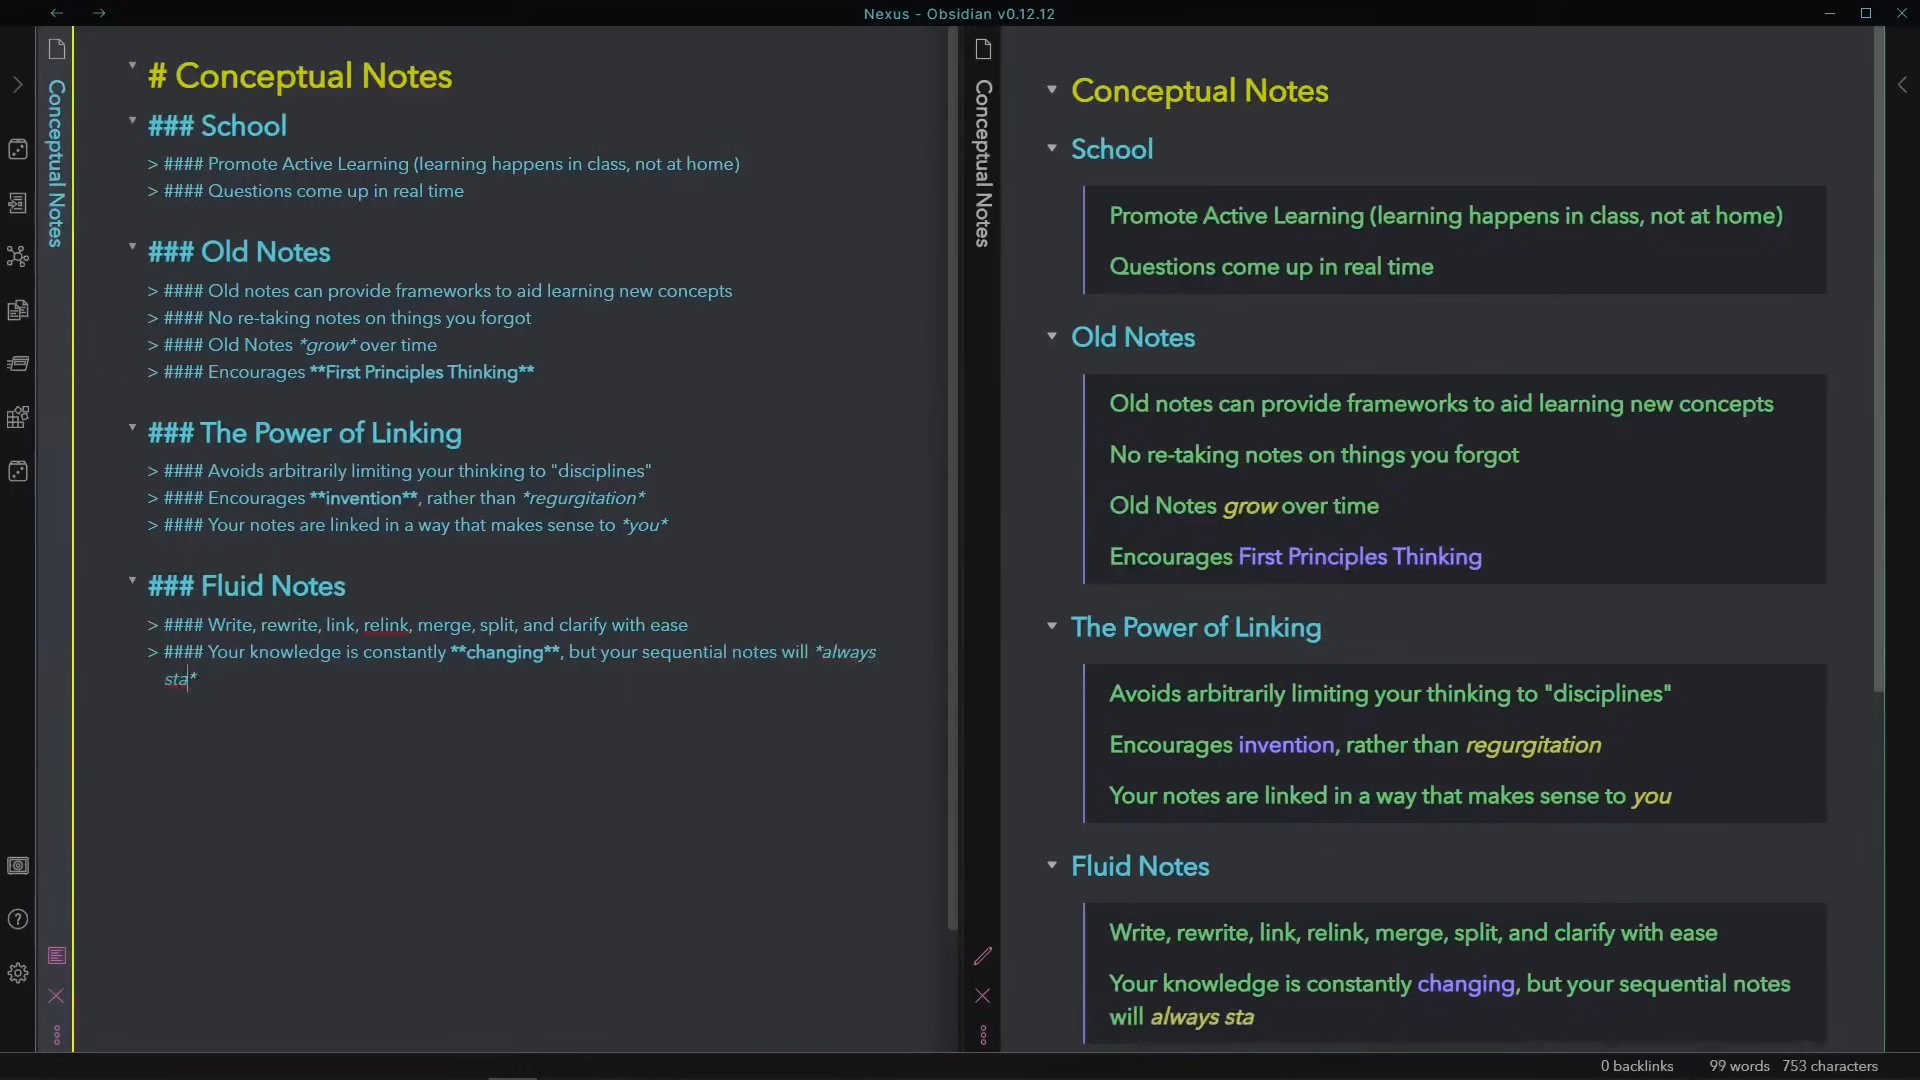 Nexus - Obsidian v0.12.12
Conceptual Notes
# Conceptual Notes
### School
> #### Promote Active Learning (learning happens in class, not at home)
> #### Questions come up in real time
### Old Notes
> #### Old notes can provide frameworks to aid learning new concepts
> #### No re-taking notes on things you forgot
> #### Old Notes *grow* over time
> #### Encourages **First Principles Thinking**
### The Power of Linking
> #### Avoids arbitrarily limiting your thinking to "disciplines"
> #### Encourages **invention**, rather than *regurgitation*
> #### Your notes are linked in a way that makes sense to *you*
### Fluid Notes
> #### Write, rewrite, link, relink, merge, split, and clarify with ease
> #### Your knowledge is constantly **changing**, but your sequential notes will *always
sta*
Conceptual Notes
Conceptual Notes
School
Promote Active Learning (learning happens in class, not at home)
Questions come up in real time
Old Notes
Old notes can provide frameworks to aid learning new concepts
No re-taking notes on things you forgot
Old Notes grow over time
Encourages First Principles Thinking
The Power of Linking
Avoids arbitrarily limiting your thinking to "disciplines"
Encourages invention, rather than regurgitation
Your notes are linked in a way that makes sense to you
Fluid Notes
Write, rewrite, link, relink, merge, split, and clarify with ease
Your knowledge is constantly changing, but your sequential notes
will always sta
0 backlinks 99 words 753 characters